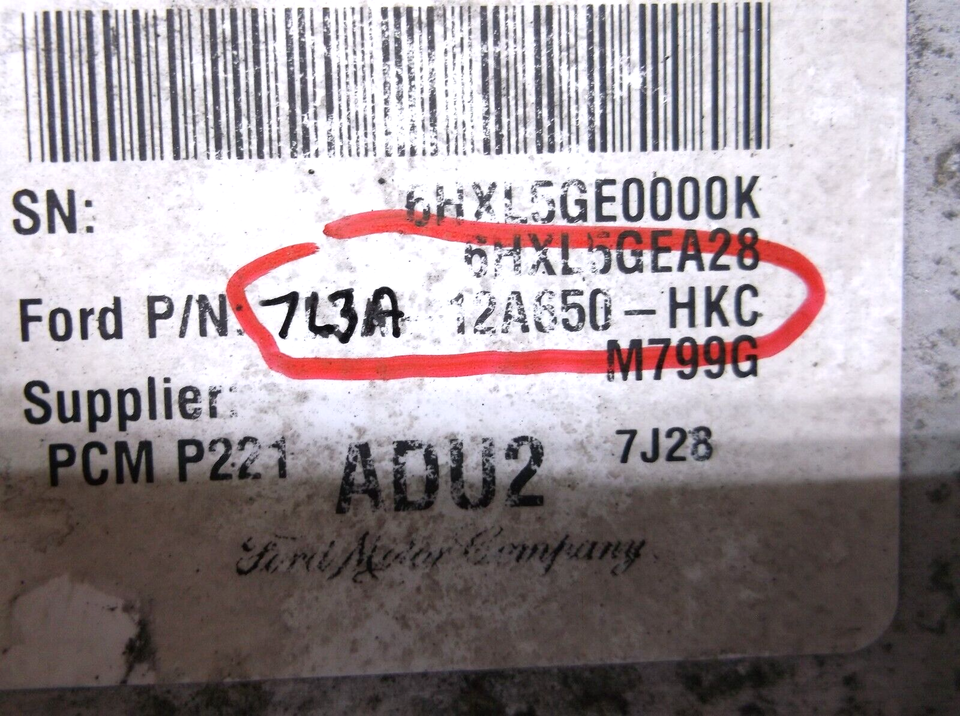 SN: 6HXL5GE0000K
6HXL5GEA28
Ford P/N: 7L3A 12A650-HKC
M799G
Supplier:
PCM P221 ADU2 7J28
Ford Motor Company